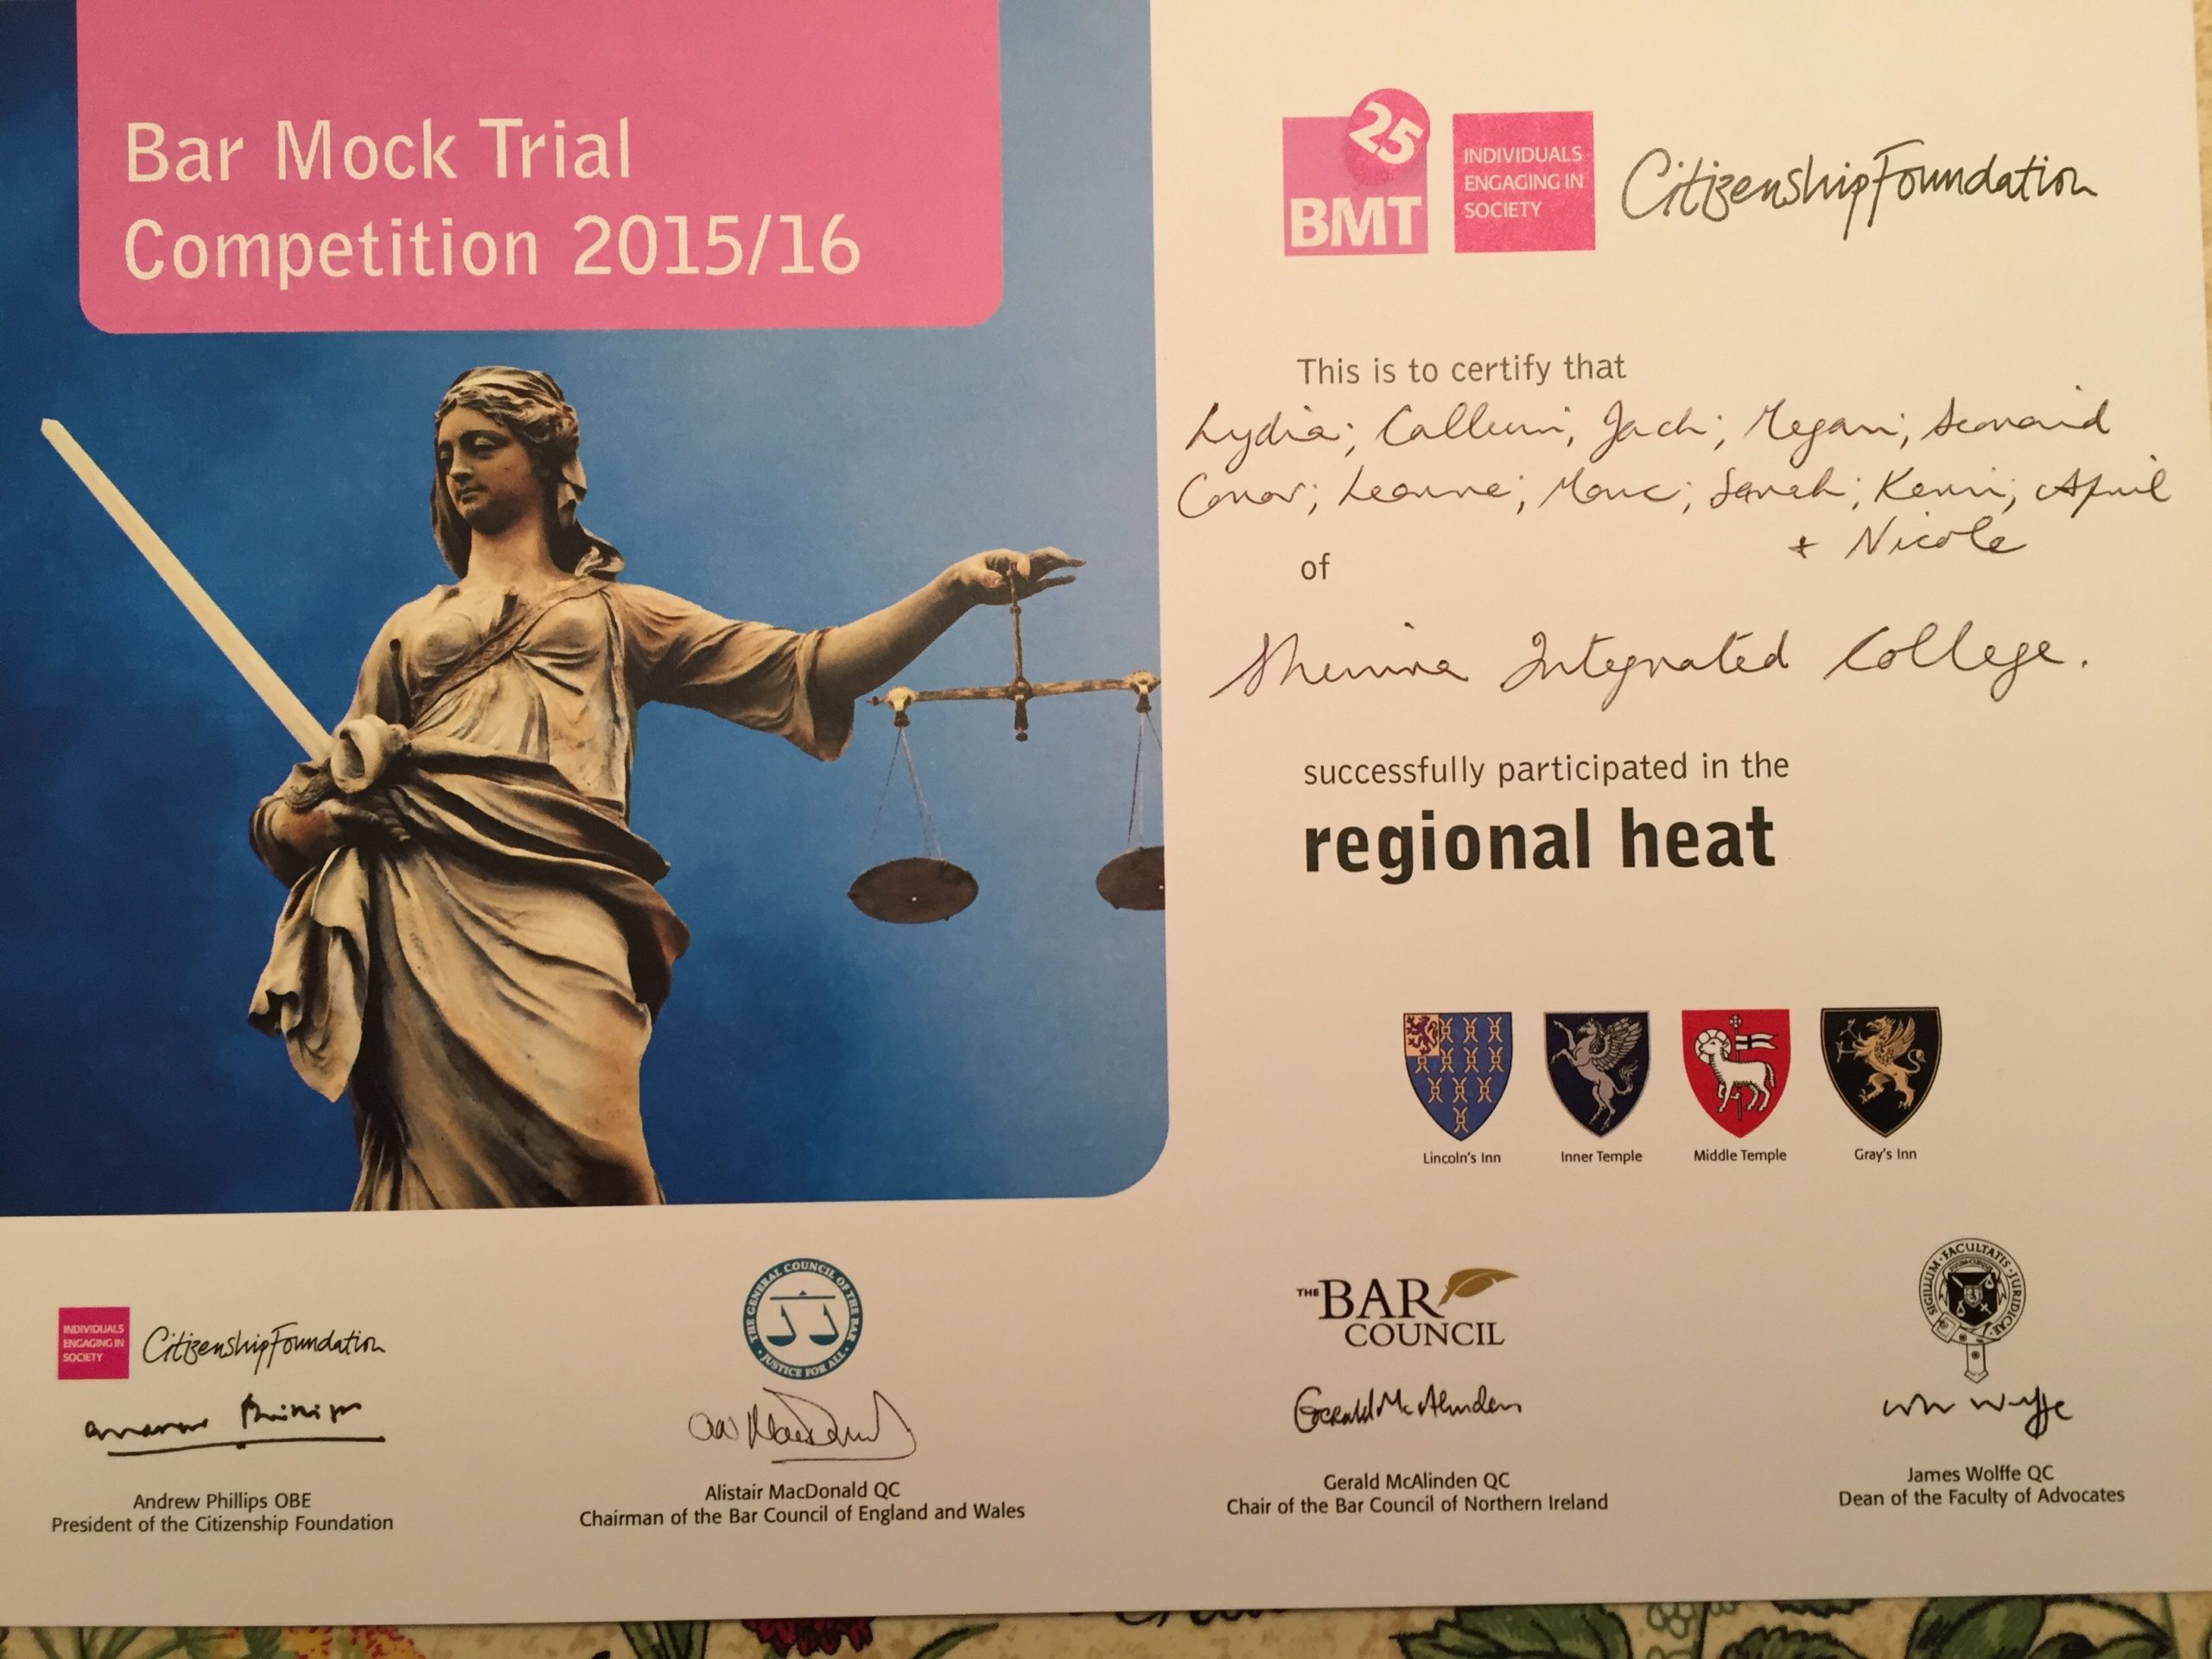 Bar Mock Trial
Competition 2015/16
25
BMT
INDIVIDUALS
ENGAGING IN
SOCIETY
Citizenship Foundation
This is to certify that
Lydia; Callum; Jack; Megan;
Conor; Leanne; Marc; Sarah; April
+ Nicole
of
Integrated College.
successfully participated in the
regional heat
Lincoln's Inn
Inner Temple
Middle Temple
Gray's Inn
INDIVIDUALS
ENGAGING IN
SOCIETY
Citizenship Foundation
THE GENERAL COUNCIL OF THE BAR
· JUSTICE FOR ALL ·
THE BAR
COUNCIL
SIGILLUM · FACULTATIS · JURIDICAE
Gerald McAlinden
Andrew Phillips OBE
President of the Citizenship Foundation
Alistair MacDonald QC
Chairman of the Bar Council of England and Wales
Gerald McAlinden QC
Chair of the Bar Council of Northern Ireland
James Wolffe QC
Dean of the Faculty of Advocates